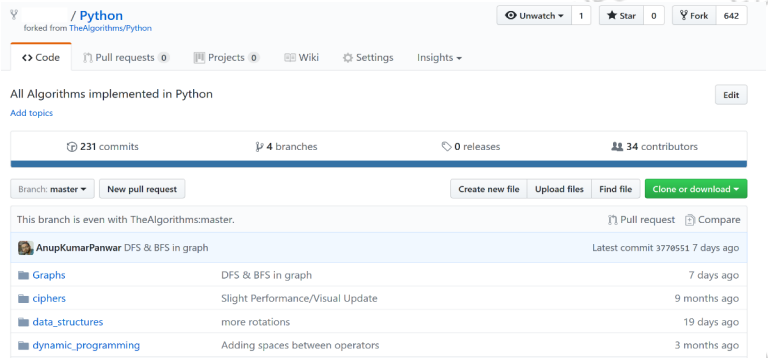 / Python
forked from TheAlgorithms/Python
Unwatch 1 Star 0 Fork 642
Code Pull requests 0 Projects 0 Wiki Settings Insights
All Algorithms implemented in Python
Edit
Add topics
231 commits 4 branches 0 releases 34 contributors
Branch: master New pull request Create new file Upload files Find file Clone or download
This branch is even with TheAlgorithms:master. Pull request Compare
AnupKumarPanwar DFS & BFS in graph Latest commit 3770551 7 days ago
Graphs DFS & BFS in graph 7 days ago
ciphers Slight Performance/Visual Update 9 months ago
data_structures more rotations 19 days ago
dynamic_programming Adding spaces between operators 3 months ago